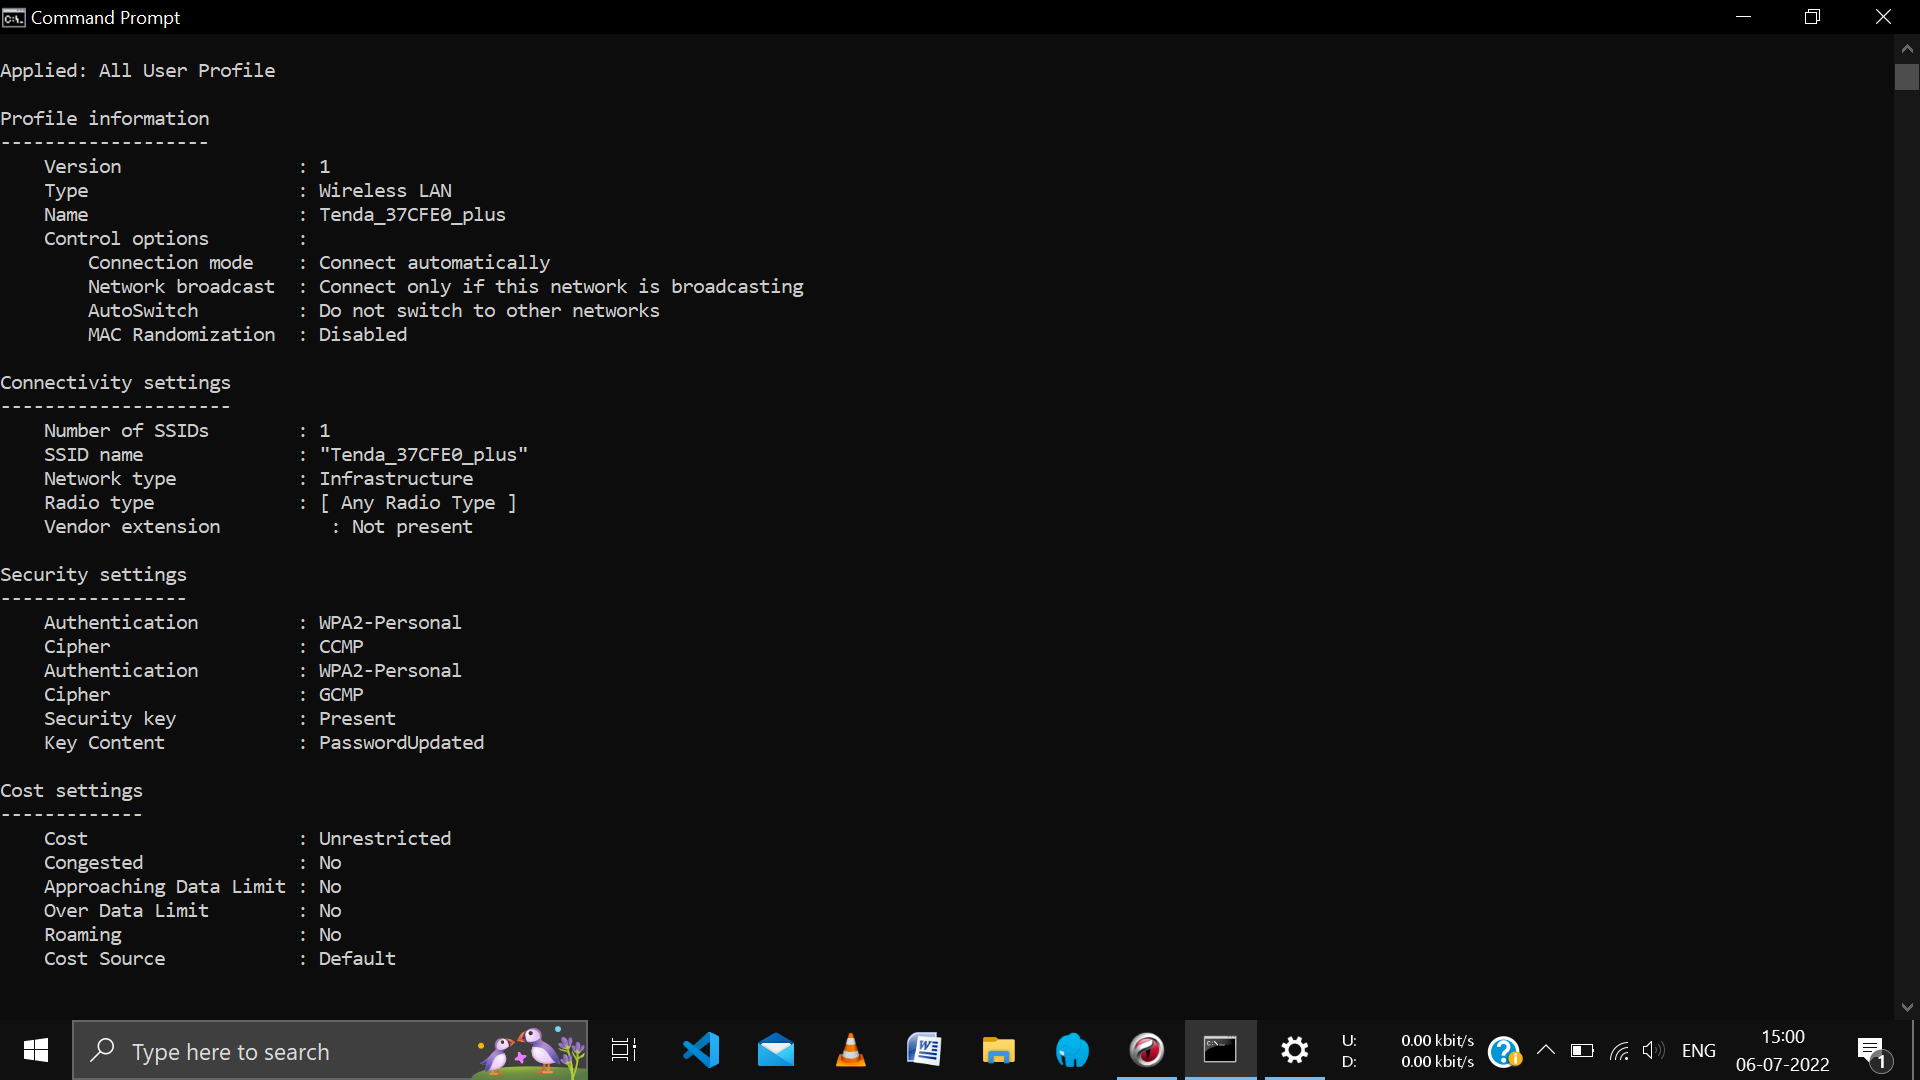 Command Prompt
Applied: All User Profile
Profile information
-------------------
Version : 1
Type : Wireless LAN
Name : Tenda_37CFE0_plus
Control options :
Connection mode : Connect automatically
Network broadcast : Connect only if this network is broadcasting
AutoSwitch : Do not switch to other networks
MAC Randomization : Disabled
Connectivity settings
---------------------
Number of SSIDs : 1
SSID name : "Tenda_37CFE0_plus"
Network type : Infrastructure
Radio type : [ Any Radio Type ]
Vendor extension : Not present
Security settings
-----------------
Authentication : WPA2-Personal
Cipher : CCMP
Authentication : WPA2-Personal
Cipher : GCMP
Security key : Present
Key Content : PasswordUpdated
Cost settings
-------------
Cost : Unrestricted
Congested : No
Approaching Data Limit : No
Over Data Limit : No
Roaming : No
Cost Source : Default
Type here to search
U: 0.00 kbit/s
D: 0.00 kbit/s
ENG
15:00
06-07-2022
1